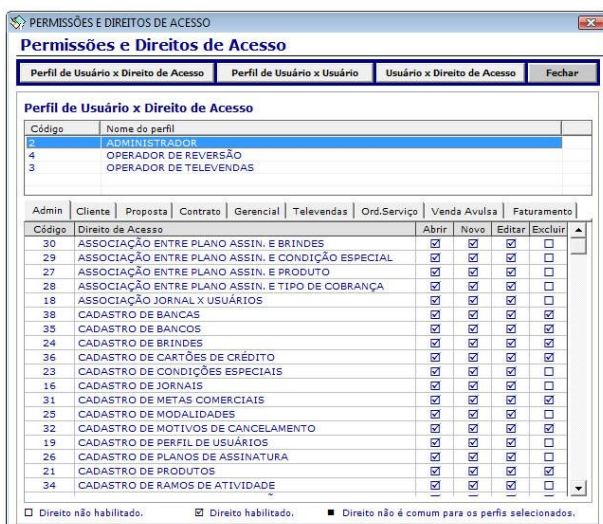 PERMISSÕES E DIREITOS DE ACESSO
Permissões e Direitos de Acesso
Perfil de Usuário x Direito de Acesso Perfil de Usuário x Usuário Usuário x Direito de Acesso Fechar
Perfil de Usuário x Direito de Acesso
Código Nome do perfil
2 ADMINISTRADOR
4 OPERADOR DE REVERSÃO
3 OPERADOR DE TELEVENDAS
Admin Cliente Proposta Contrato Gerencial Televendas Ord.Serviço Venda Avulsa Faturamento
Código Direito de Acesso Abrir Novo Editar Excluir
30 ASSOCIAÇÃO ENTRE PLANO ASSIN. E BRINDES
29 ASSOCIAÇÃO ENTRE PLANO ASSIN. E CONDIÇÃO ESPECIAL
27 ASSOCIAÇÃO ENTRE PLANO ASSIN. E PRODUTO
28 ASSOCIAÇÃO ENTRE PLANO ASSIN. E TIPO DE COBRANÇA
18 ASSOCIAÇÃO JORNAL X USUÁRIOS
38 CADASTRO DE BANCAS
35 CADASTRO DE BANCOS
24 CADASTRO DE BRINDES
36 CADASTRO DE CARTÕES DE CRÉDITO
23 CADASTRO DE CONDIÇÕES ESPECIAIS
16 CADASTRO DE JORNAIS
31 CADASTRO DE METAS COMERCIAIS
25 CADASTRO DE MODALIDADES
32 CADASTRO DE MOTIVOS DE CANCELAMENTO
19 CADASTRO DE PERFIL DE USUÁRIOS
26 CADASTRO DE PLANOS DE ASSINATURA
21 CADASTRO DE PRODUTOS
34 CADASTRO DE RAMOS DE ATIVIDADE
Direito não habilitado. Direito habilitado. Direito não é comum para os perfis selecionados.